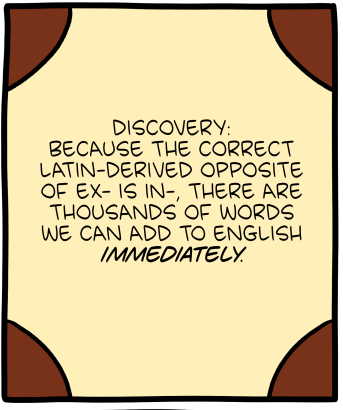 DISCOVERY:
BECAUSE THE CORRECT
LATIN-DERIVED OPPOSITE
OF EX- IS IN-, THERE ARE
THOUSANDS OF WORDS
WE CAN ADD TO ENGLISH
IMMEDIATELY.